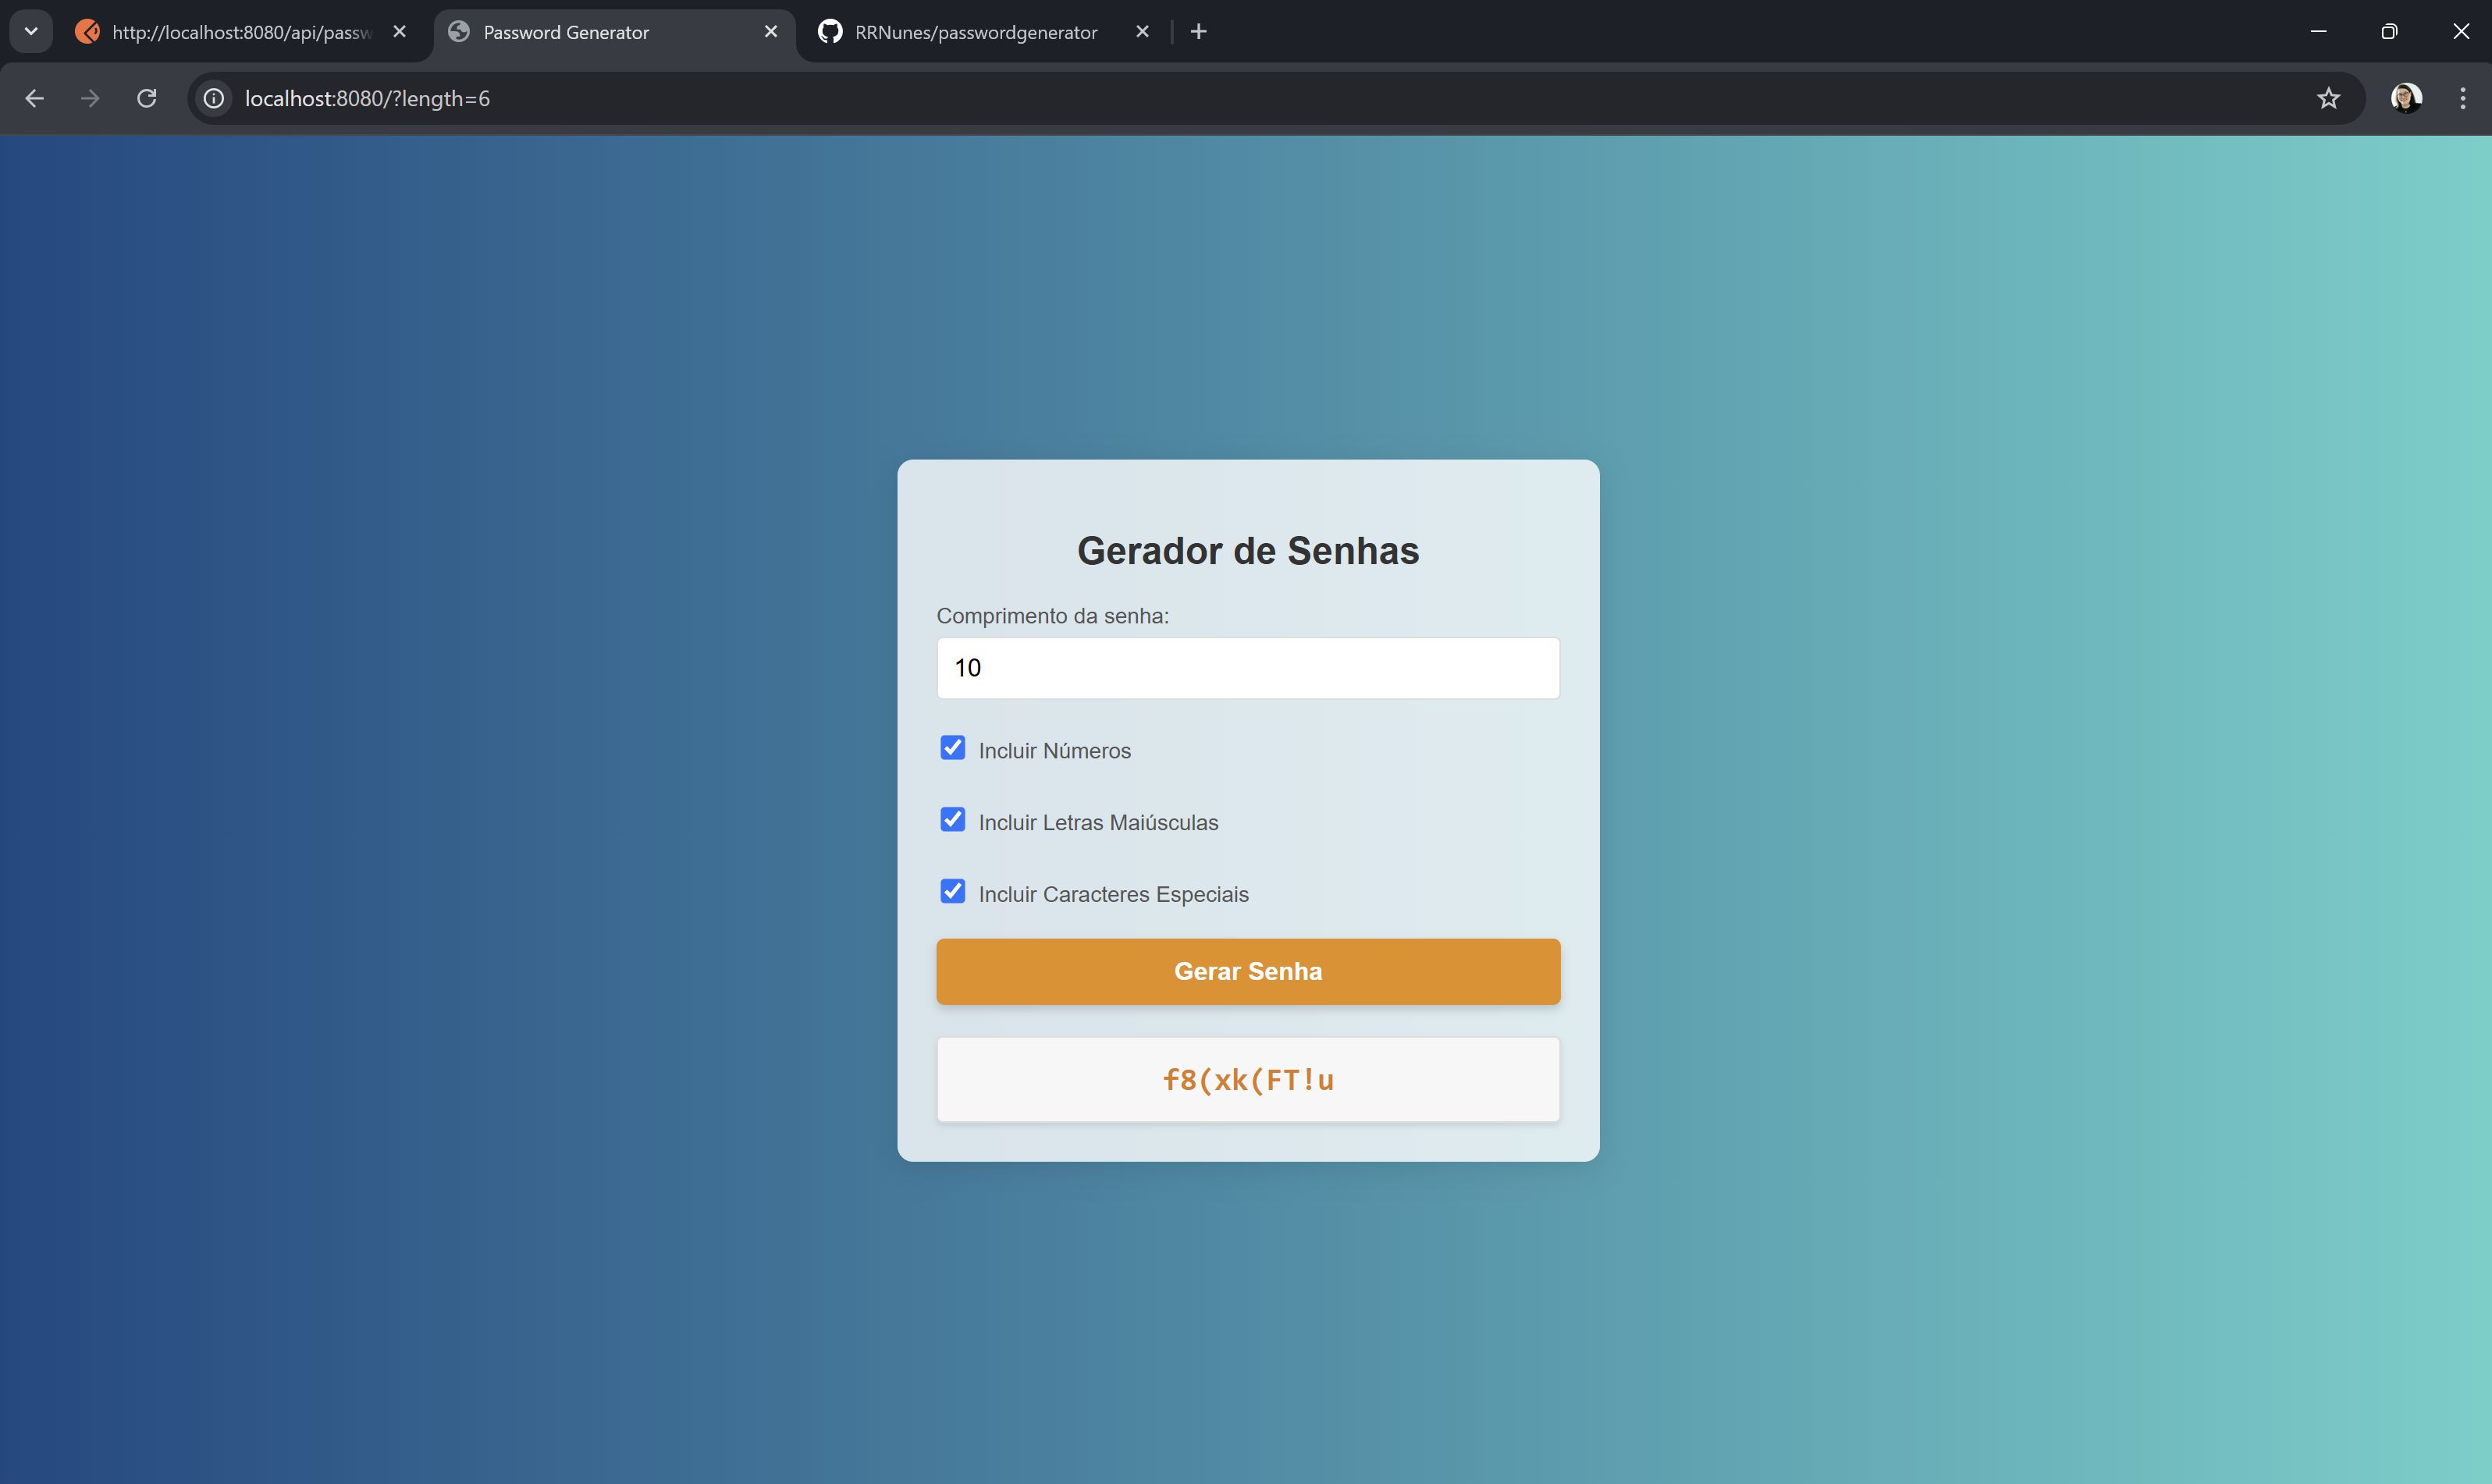 http://localhost:8080/api/passw
Password Generator
RRNunes/passwordgenerator
localhost:8080/?length=6
Gerador de Senhas
Comprimento da senha:
10
Incluir Números
Incluir Letras Maiúsculas
Incluir Caracteres Especiais
Gerar Senha
f8(xk(FT!u